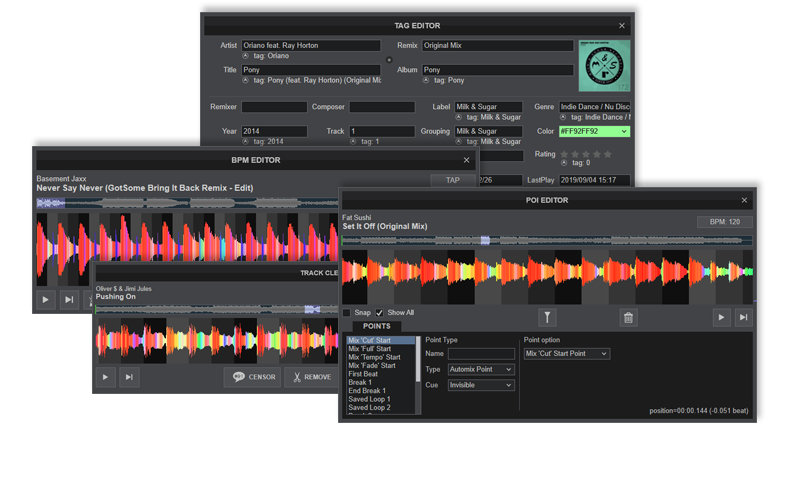 TAG EDITOR
Artist Oriano feat. Ray Horton Remix Original Mix
tag: Oriano
Title Pony Album Pony
tag: Pony (feat. Ray Horton) (Original Mi tag: Pony
Remixer Composer Label Milk & Sugar Genre Indie Dance / Nu Disco
tag: Milk & Sugar tag: Indie Dance /
Year 2014 Track 1 Grouping Milk & Sugar Color #FF92FF92
tag: 2014 tag: 1 tag: Milk & Sugar
Rating
tag: 0
2/26 LastPlay 2019/09/04 15:17
BPM EDITOR
Basement Jaxx
Never Say Never (GotSome Bring It Back Remix - Edit)
TAP
TRACK CLE
Oliver $ & Jimi Jules
Pushing On
CENSOR REMOVE
POI EDITOR
Fat Sushi
Set It Off (Original Mix)
BPM 120
Snap Show All
POINTS
Mix 'Cut' Start
Mix 'Full' Start
Mix 'Tempo' Start
Mix 'Fade' Start
First Beat
Break 1
End Break 1
Saved Loop 1
Saved Loop 2
Point Type
Name
Type Automix Point
Cue Invisible
Point option
Mix 'Cut' Start Point
position=00:00.144 (-0.051 beat)